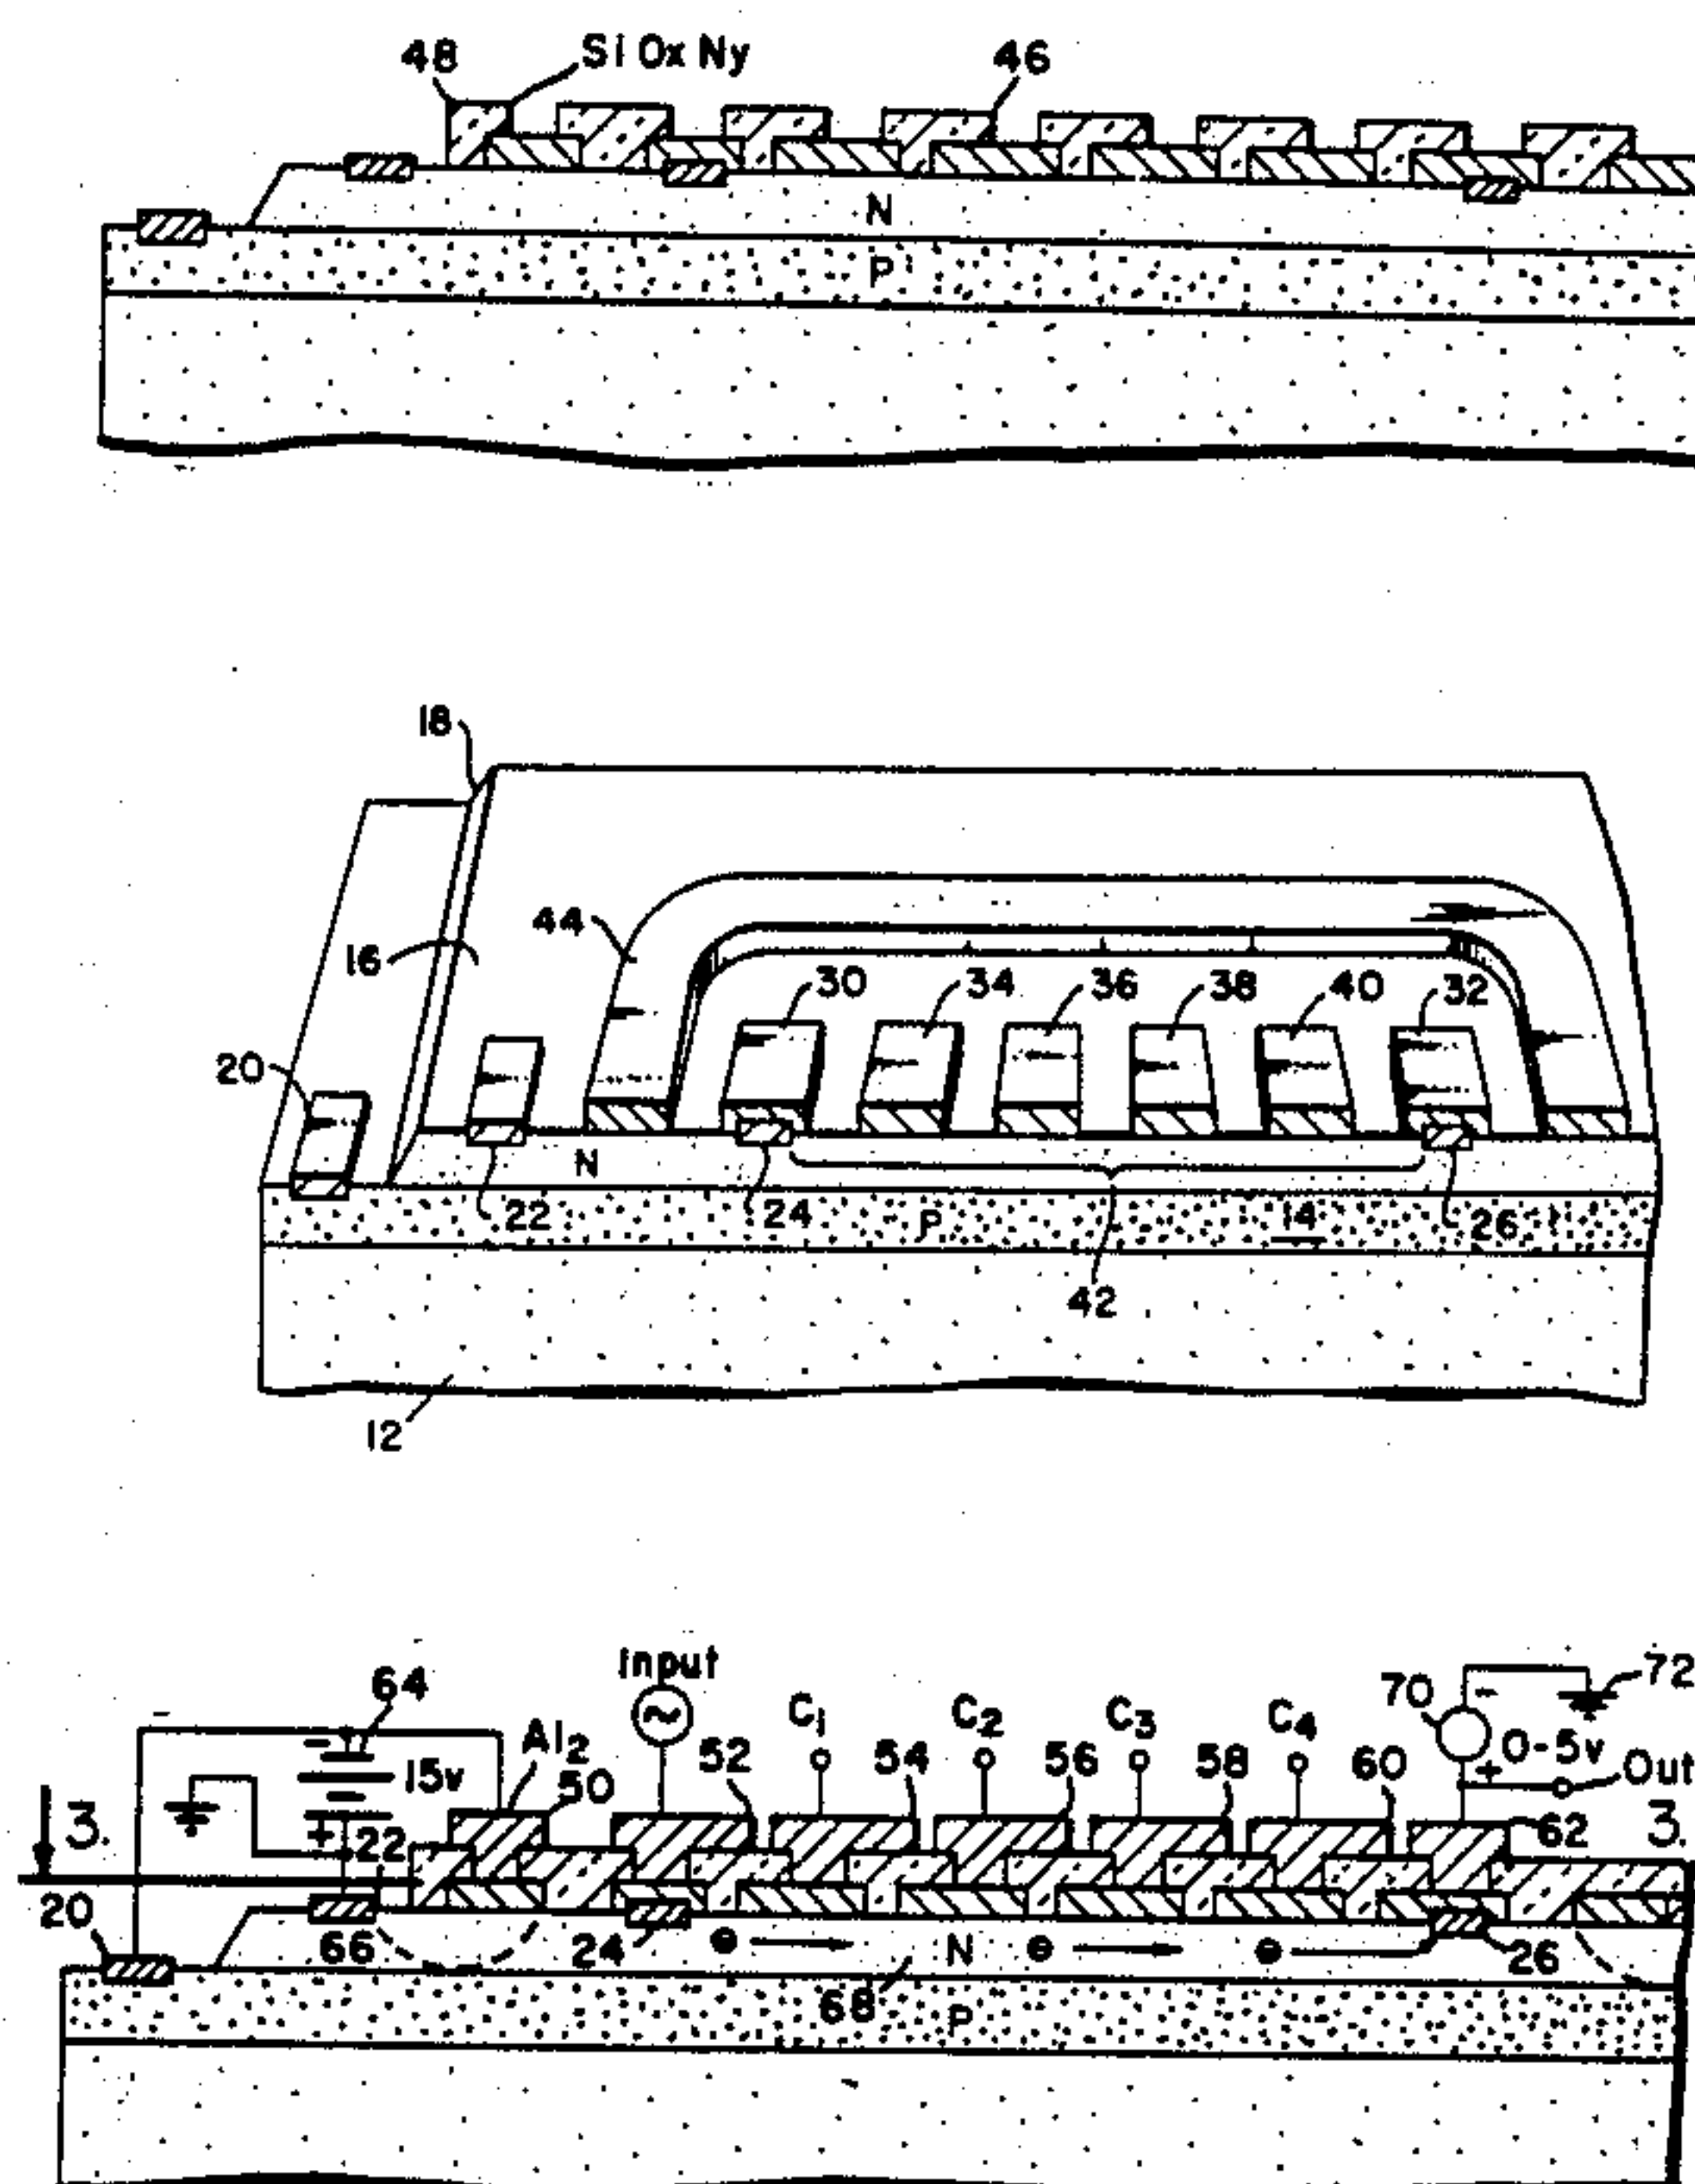 48 Si Ox Ny 46
N
P
18
44
16
30 34 36 38 40 32
20
N
22 24 P 14 26
42
12
Input
64 70 72
C1 C2 C3 C4
Al2 52 54 56 58 60 0-5v
- 15v + Out
50
3. 62 3.
+ 22
20
66 24 N 26
68 P